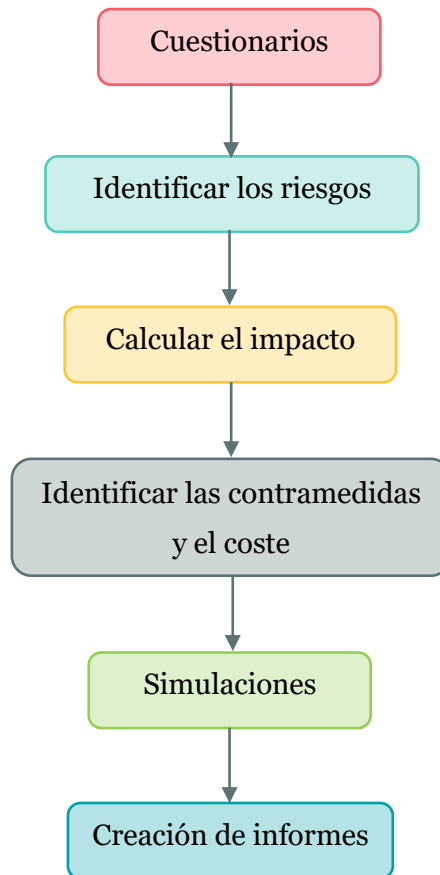 Cuestionarios
Identificar los riesgos
Calcular el impacto
Identificar las contramedidas
y el coste
Simulaciones
Creación de informes